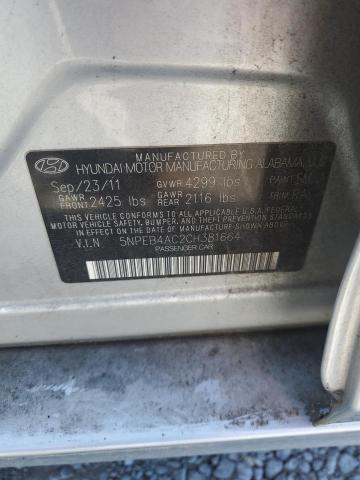 MANUFACTURED BY
HYUNDAI MOTOR MANUFACTURING ALABAMA,
Sep/23/11 GVWR 4299 lbs PAINT
GAWR FRONT 2425 lbs GAWR REAR 2116 lbs TRIM
THIS VEHICLE CONFORMS TO ALL APPLICABLE U.S.A FEDERAL
MOTOR VEHICLE SAFETY, BUMPER, AND THEFT PREVENTION STANDARDS
IN EFFECT ON THE DATE OF MANUFACTURE SHOWN ABOVE.
V.I.N 5NPEB4AC2CH381664
PASSENGER CAR